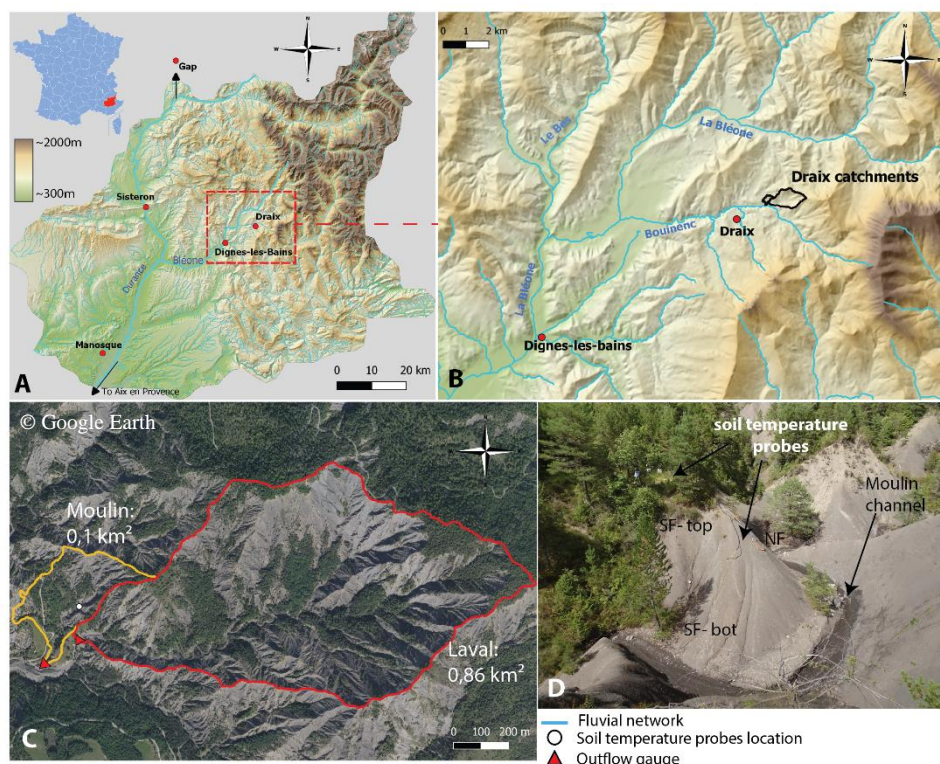 N
W
E
S
Gap
~2000m
~300m
Sisteron
Draix
Dignes-les-Bains
Bléone
Durance
Manosque
To Aix en Provence
0
10
20 km
A
0
1
2 km
N
W
E
S
Le Bès
La Bléone
Draix catchments
Bouinenc
Draix
La Bléone
Dignes-les-bains
B
© Google Earth
N
W
E
S
Moulin:
0,1 km²
Laval:
0,86 km²
0
100
200 m
C
soil temperature
probes
Moulin
channel
SF- top
NF
SF- bot
D
Fluvial network
Soil temperature probes location
Outflow gauge